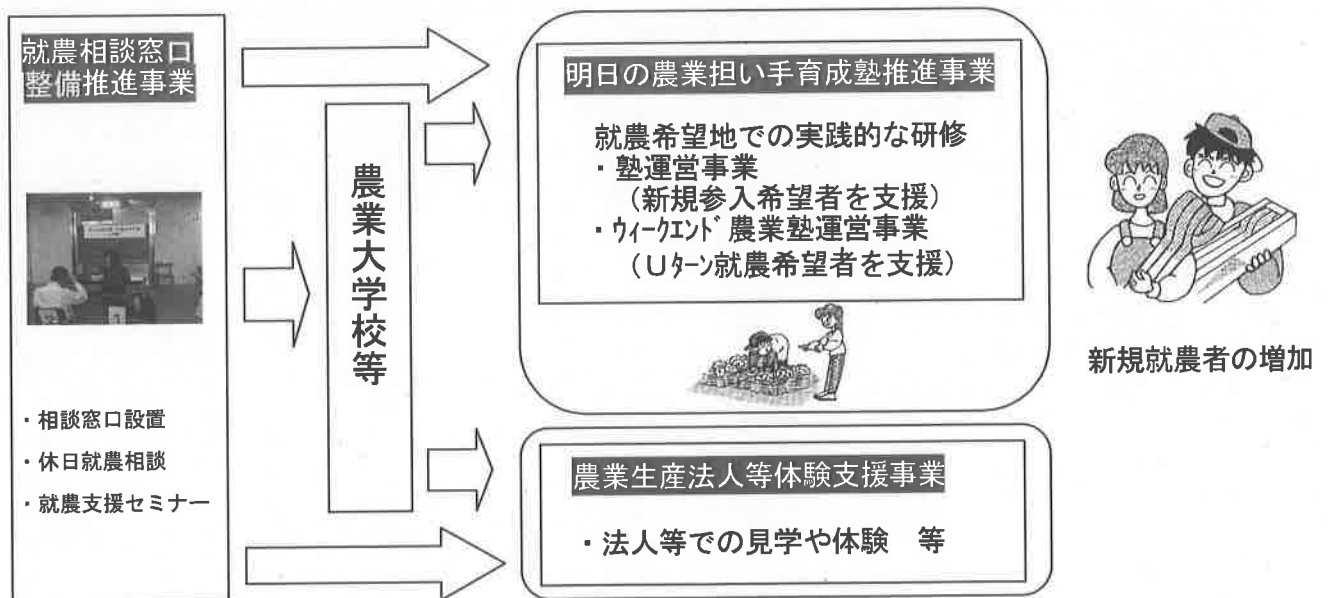 就農相談窓口
整備推進事業
・相談窓口設置
・休日就農相談
・就農支援セミナー
農業大学校等
明日の農業担い手育成塾推進事業
就農希望地での実践的な研修
・塾運営事業
(新規参入希望者を支援)
・ウィークエンド農業塾運営事業
(Uターン就農希望者を支援)
農業生産法人等体験支援事業
・法人等での見学や体験　等
新規就農者の増加